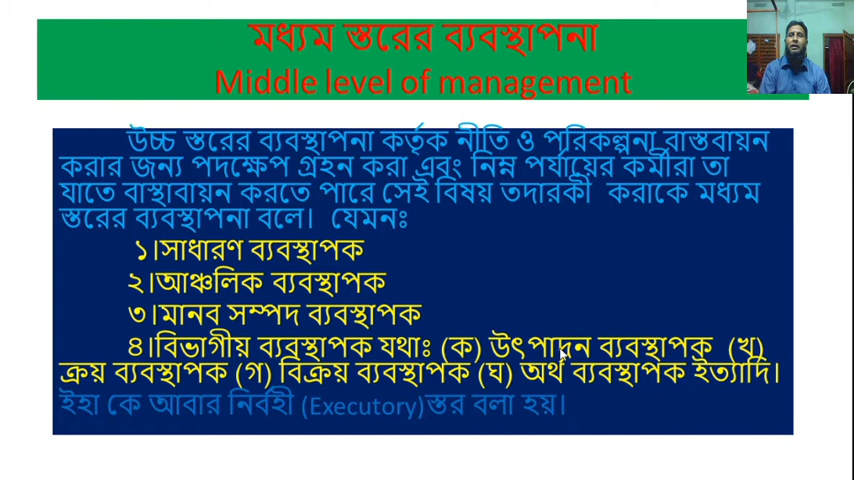 মধ্যম স্তরের ব্যবস্থাপনা
Middle level of management
উচ্চ স্তরের ব্যবস্থাপনা কর্তৃক নীতি ও পরিকল্পনা বাস্তবায়ন
করার জন্য পদক্ষেপ গ্রহন করা এবং নিম্ন পর্যায়ের কর্মীরা তা
যাতে বাস্থাবায়ন করতে পারে সেই বিষয় তদারকী করাকে মধ্যম
স্তরের ব্যবস্থাপনা বলে। যেমনঃ
১।সাধারণ ব্যবস্থাপক
২।আঞ্চলিক ব্যবস্থাপক
৩।মানব সম্পদ ব্যবস্থাপক
৪।বিভাগীয় ব্যবস্থাপক যথাঃ (ক) উৎপাদন ব্যবস্থাপক (খ)
ক্রয় ব্যবস্থাপক (গ) বিক্রয় ব্যবস্থাপক (ঘ) অর্থ ব্যবস্থাপক ইত্যাদি।
ইহা কে আবার নির্বহী (Executory)স্তর বলা হয়।